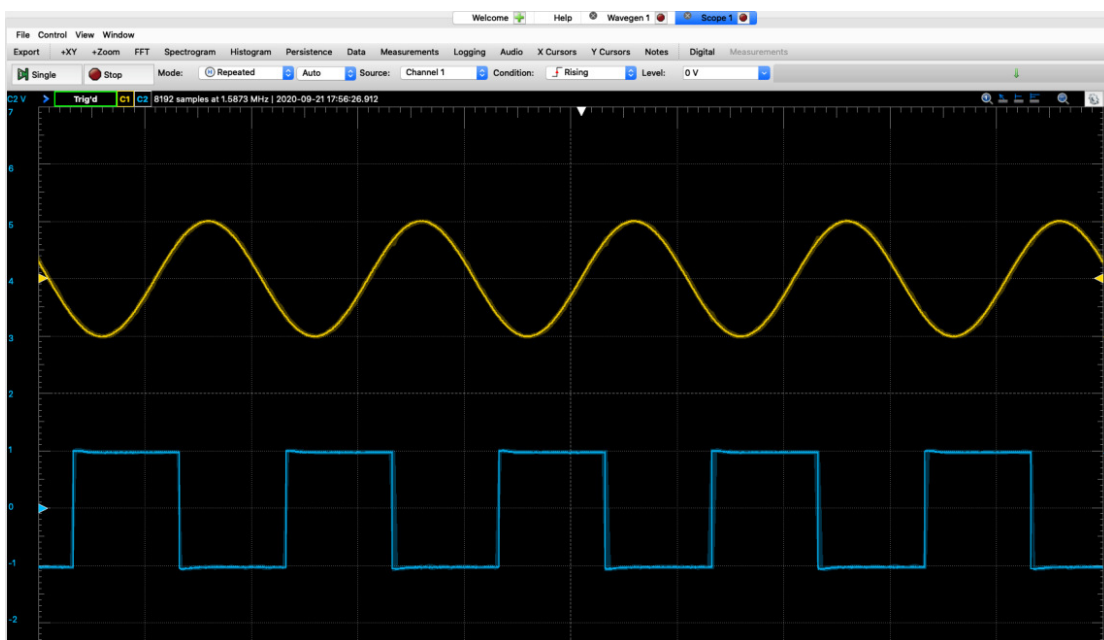 Welcome Help Wavegen 1 Scope 1
File Control View Window
Export +XY +Zoom FFT Spectrogram Histogram Persistence Data Measurements Logging Audio X Cursors Y Cursors Notes Digital Measurements
Single Stop Mode: Repeated Auto Source: Channel 1 Condition: Rising Level: 0 V
C2 V Trig'd C1 C2 8192 samples at 1.5873 MHz | 2020-09-21 17:56:26.912
7
6
5
4
3
2
1
0
-1
-2